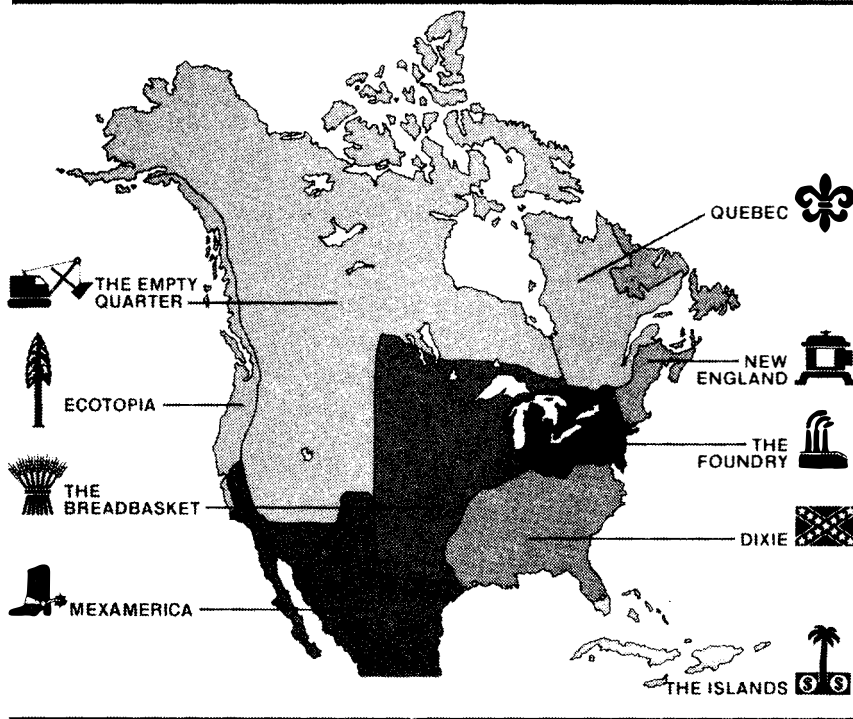 QUEBEC
THE EMPTY
QUARTER
NEW
ENGLAND
ECOTOPIA
THE
FOUNDRY
THE
BREADBASKET
DIXIE
MEXAMERICA
THE ISLANDS
$ $